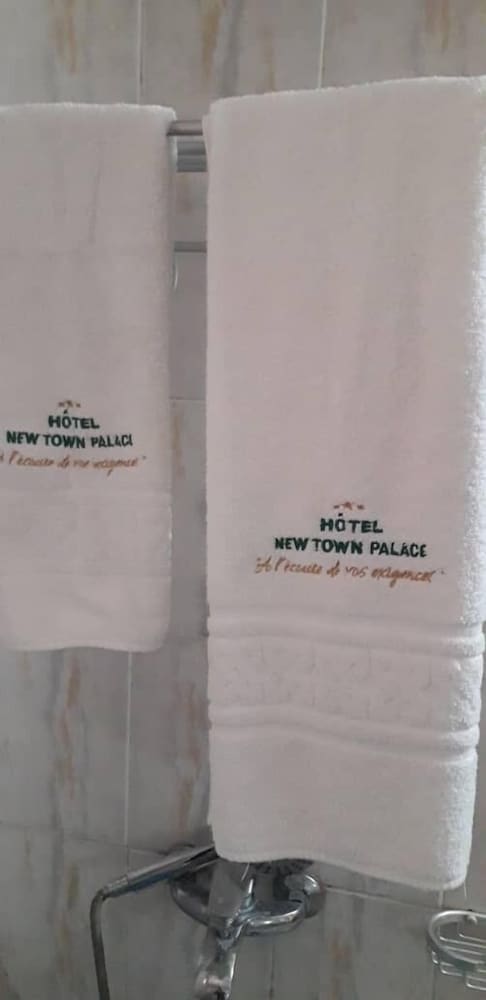 HÔTEL
NEW TOWN PALACE
"A l'écoute de vos exigences"
HÔTEL
NEW TOWN PALACE
"A l'écoute de vos exigences"